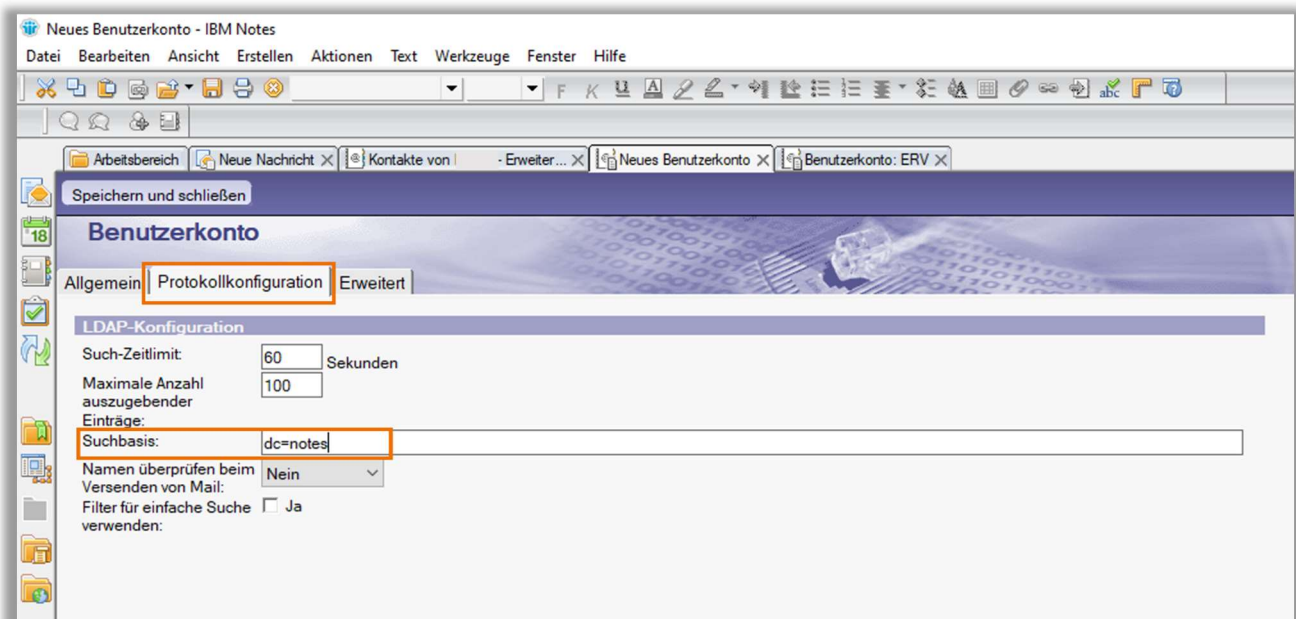 Neues Benutzerkonto - IBM Notes
Datei Bearbeiten Ansicht Erstellen Aktionen Text Werkzeuge Fenster Hilfe
F K U A abc
Arbeitsbereich Neue Nachricht Kontakte von - Erweiter... Neues Benutzerkonto Benutzerkonto: ERV
Speichern und schließen
18
Benutzerkonto
Allgemein Protokollkonfiguration Erweitert
LDAP-Konfiguration
Such-Zeitlimit: 60 Sekunden
Maximale Anzahl 100
auszugebender
Einträge:
Suchbasis: dc=notes
Namen überprüfen beim Nein
Versenden von Mail:
Filter für einfache Suche Ja
verwenden: